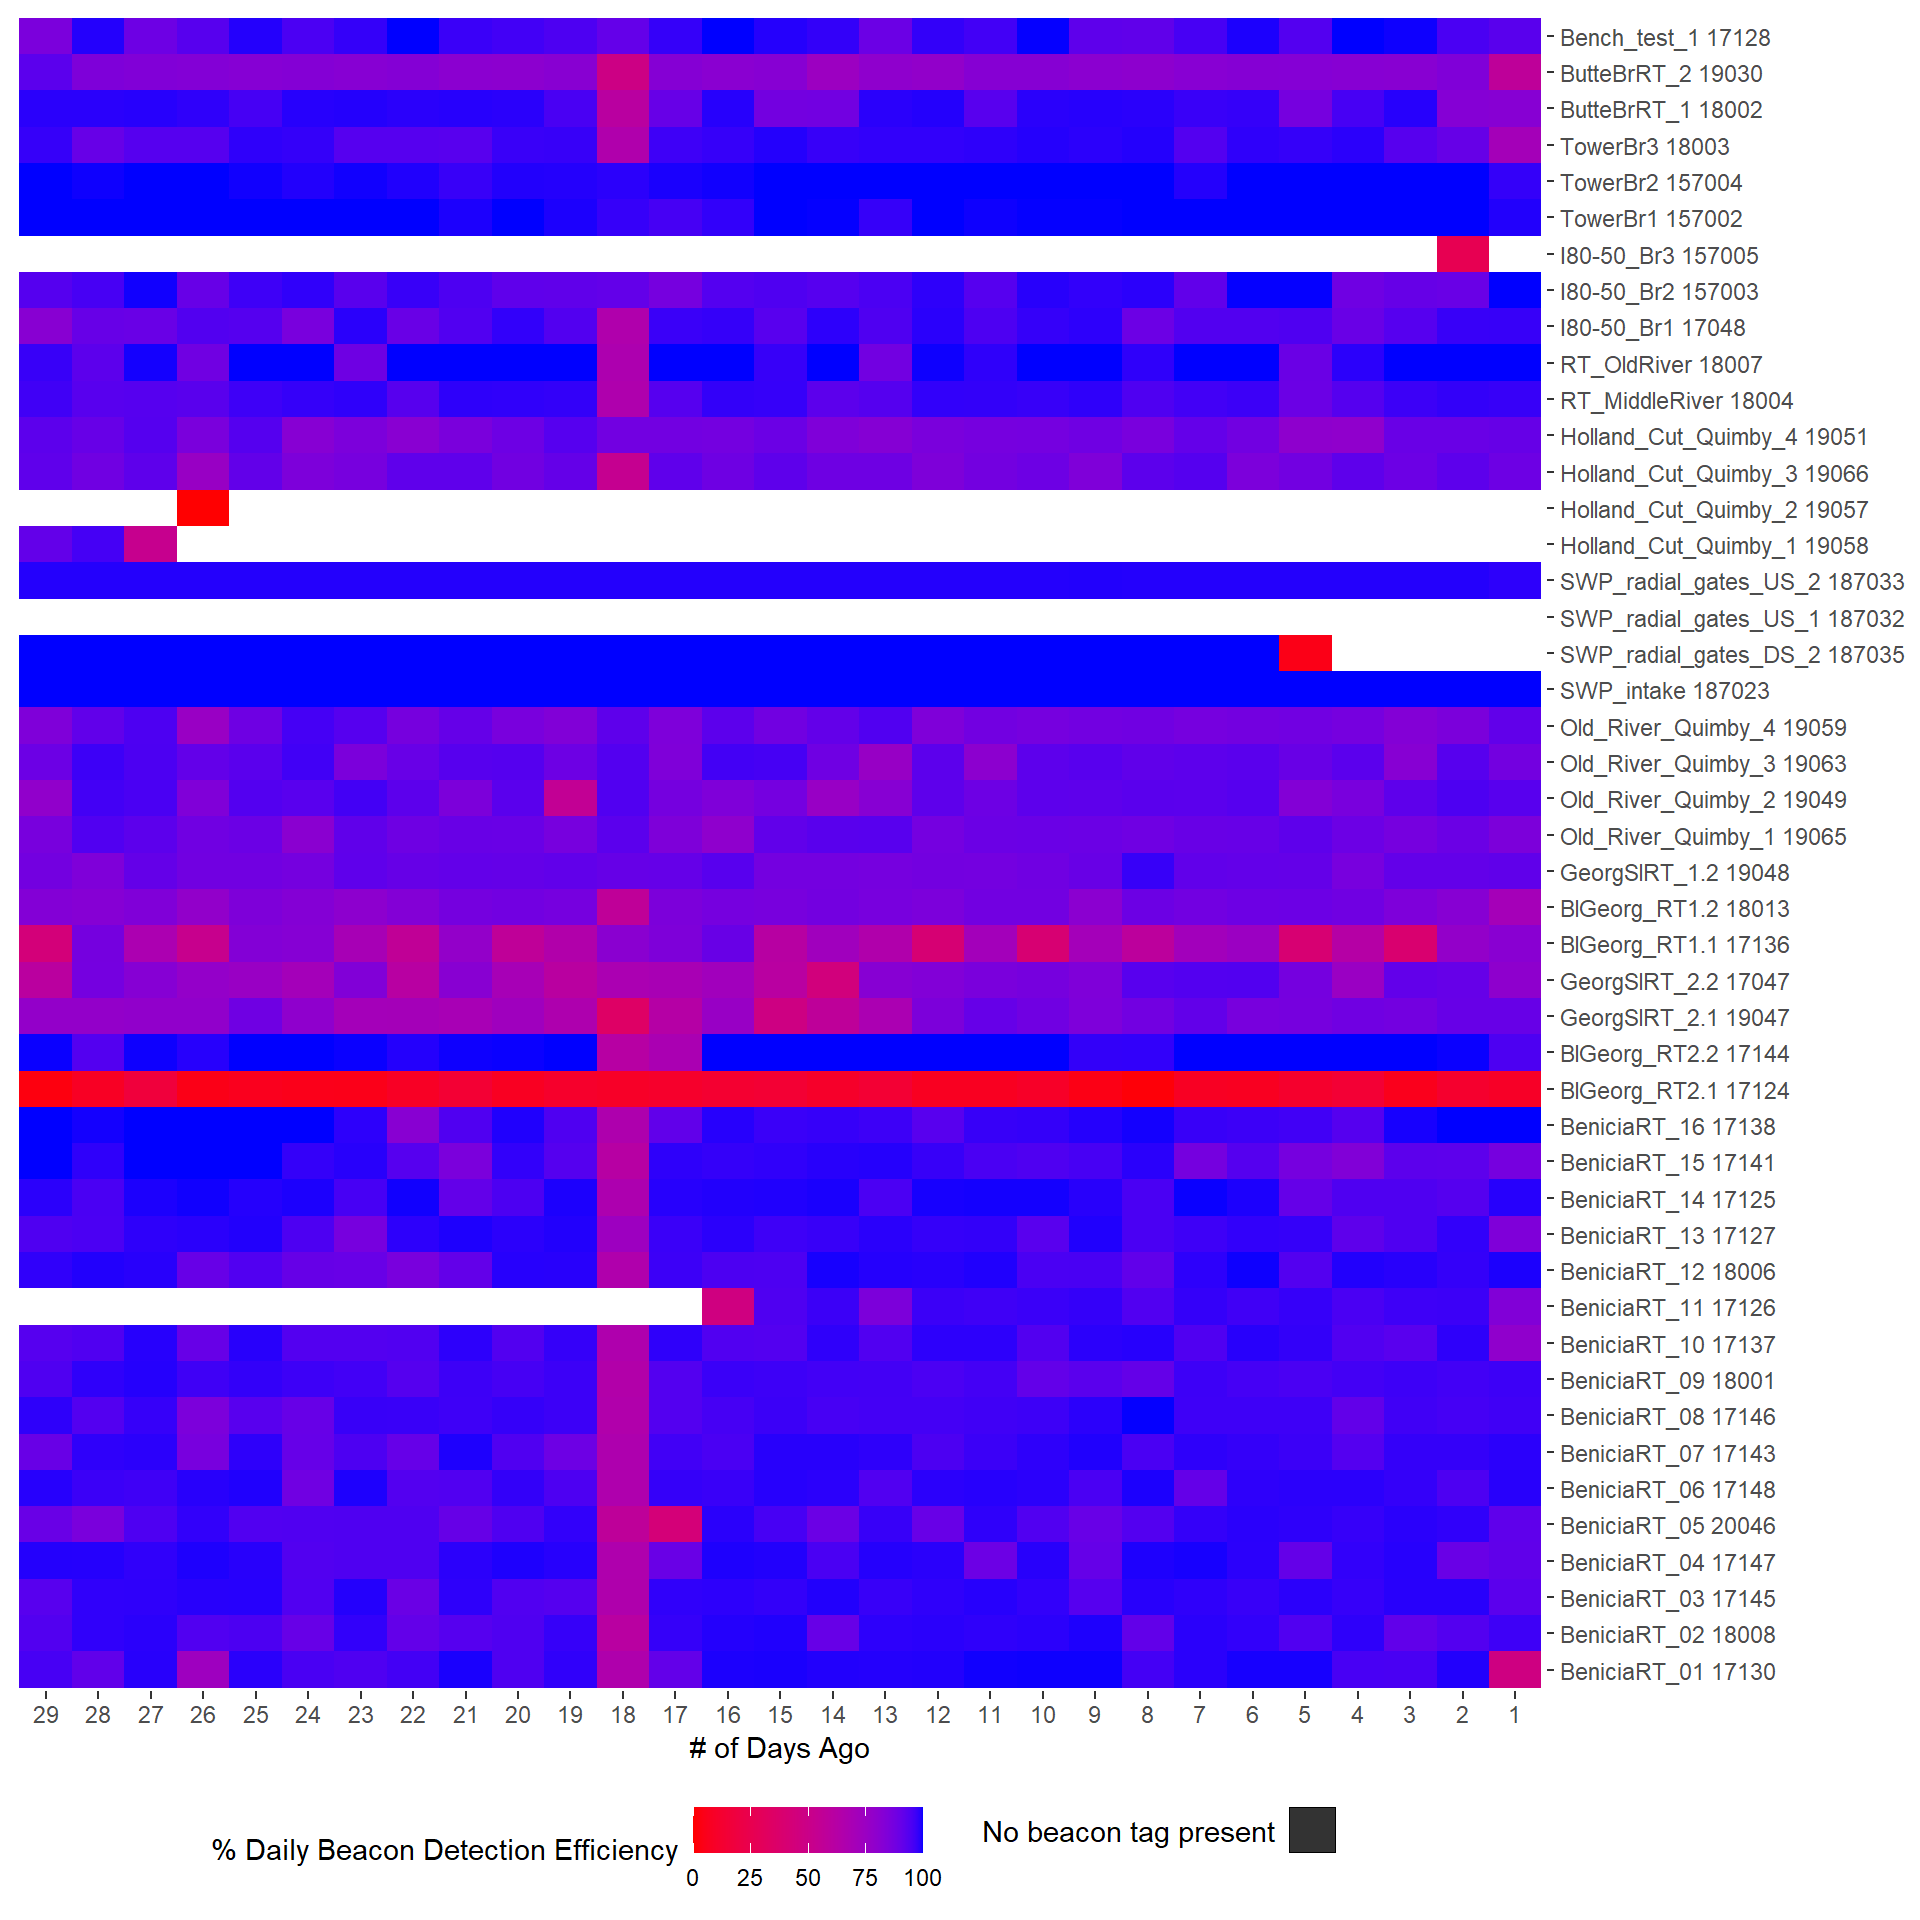 Bench_test_1 17128
ButteBrRT_2 19030
ButteBrRT_1 18002
TowerBr3 18003
TowerBr2 157004
TowerBr1 157002
I80-50_Br3 157005
I80-50_Br2 157003
I80-50_Br1 17048
RT_OldRiver 18007
RT_MiddleRiver 18004
Holland_Cut_Quimby_4 19051
Holland_Cut_Quimby_3 19066
Holland_Cut_Quimby_2 19057
Holland_Cut_Quimby_1 19058
SWP_radial_gates_US_2 187033
SWP_radial_gates_US_1 187032
SWP_radial_gates_DS_2 187035
SWP_intake 187023
Old_River_Quimby_4 19059
Old_River_Quimby_3 19063
Old_River_Quimby_2 19049
Old_River_Quimby_1 19065
GeorgSlRT_1.2 19048
BlGeorg_RT1.2 18013
BlGeorg_RT1.1 17136
GeorgSlRT_2.2 17047
GeorgSlRT_2.1 19047
BlGeorg_RT2.2 17144
BlGeorg_RT2.1 17124
BeniciaRT_16 17138
BeniciaRT_15 17141
BeniciaRT_14 17125
BeniciaRT_13 17127
BeniciaRT_12 18006
BeniciaRT_11 17126
BeniciaRT_10 17137
BeniciaRT_09 18001
BeniciaRT_08 17146
BeniciaRT_07 17143
BeniciaRT_06 17148
BeniciaRT_05 20046
BeniciaRT_04 17147
BeniciaRT_03 17145
BeniciaRT_02 18008
BeniciaRT_01 17130
29 28 27 26 25 24 23 22 21 20 19 18 17 16 15 14 13 12 11 10 9 8 7 6 5 4 3 2 1
# of Days Ago
% Daily Beacon Detection Efficiency
0 25 50 75 100
No beacon tag present